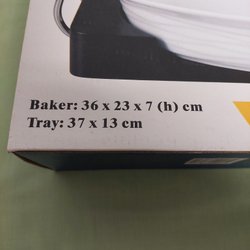 Baker: 36 x 23 x 7 (h) cm
Tray: 37 x 13 cm